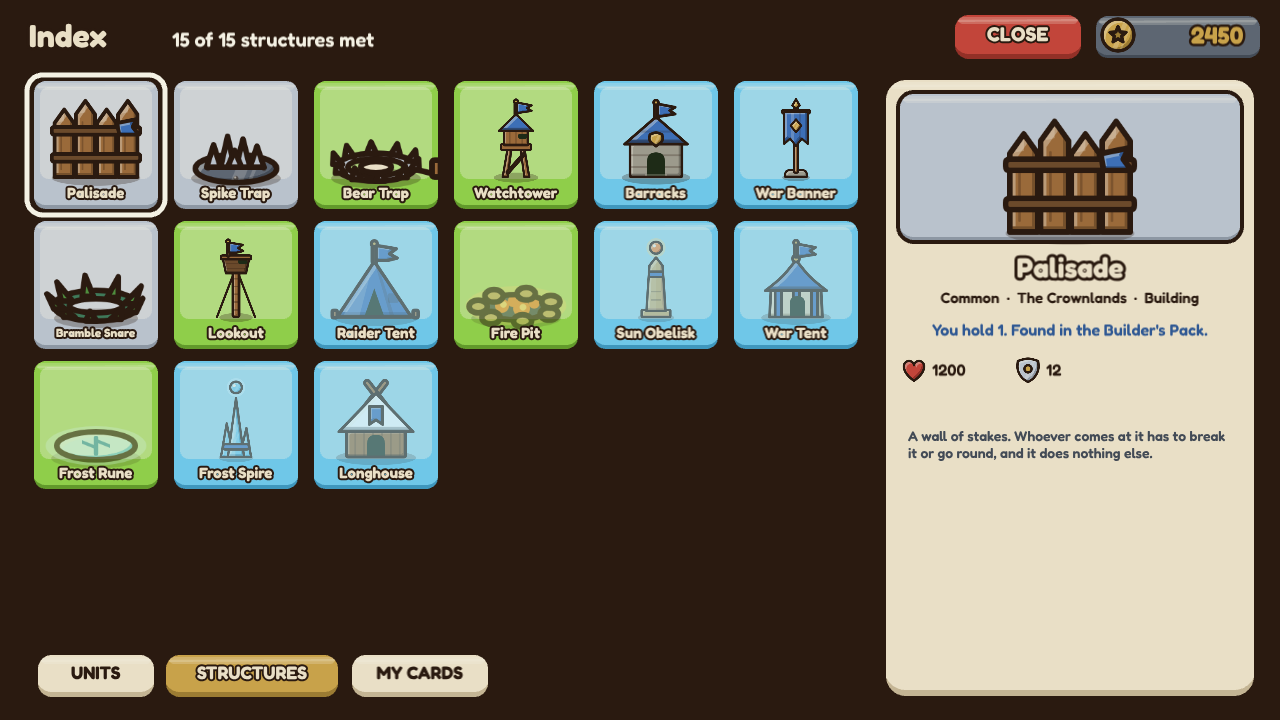 Index
15 of 15 structures met
CLOSE
2450
Palisade
Spike Trap
Bear Trap
Watchtower
Barracks
War Banner
Bramble Snare
Lookout
Raider Tent
Fire Pit
Sun Obelisk
War Tent
Frost Rune
Frost Spire
Longhouse
Palisade
Common · The Crownlands · Building
You hold 1. Found in the Builder's Pack.
1200
12
A wall of stakes. Whoever comes at it has to break
it or go round, and it does nothing else.
UNITS
STRUCTURES
MY CARDS